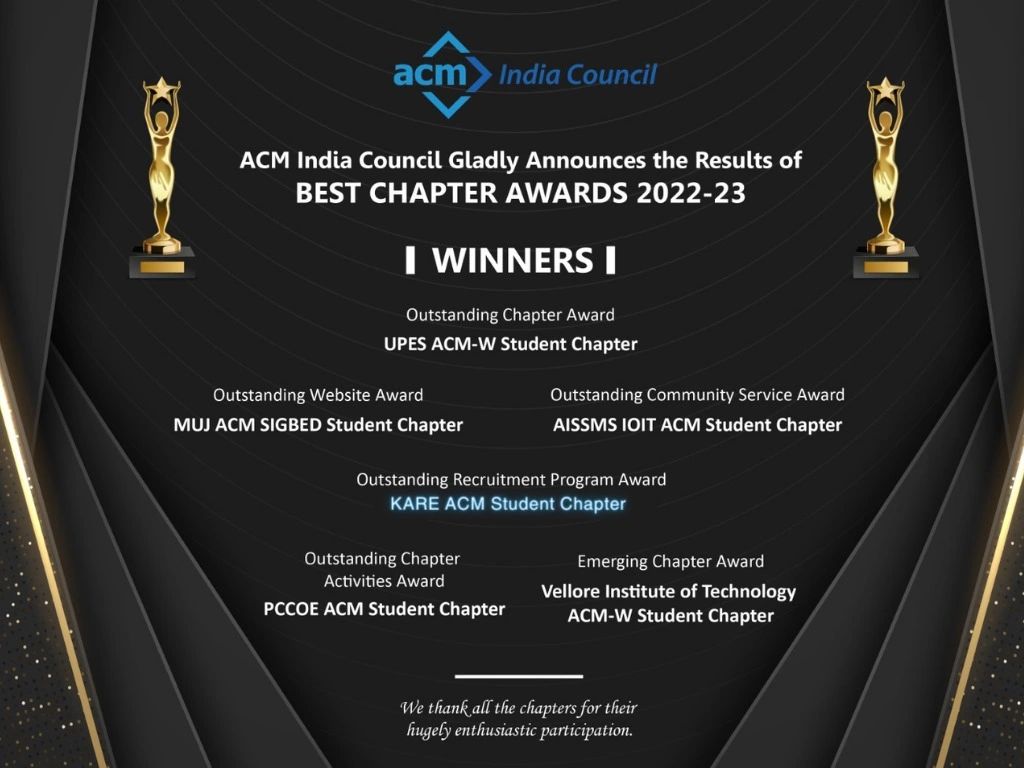 acm India Council
ACM India Council Gladly Announces the Results of
BEST CHAPTER AWARDS 2022-23
WINNERS
Outstanding Chapter Award
UPES ACM-W Student Chapter
Outstanding Website Award
MUJ ACM SIGBED Student Chapter
Outstanding Community Service Award
AISSMS IOIT ACM Student Chapter
Outstanding Recruitment Program Award
KARE ACM Student Chapter
Outstanding Chapter
Activities Award
PCCOE ACM Student Chapter
Emerging Chapter Award
Vellore Institute of Technology
ACM-W Student Chapter
We thank all the chapters for their
hugely enthusiastic participation.